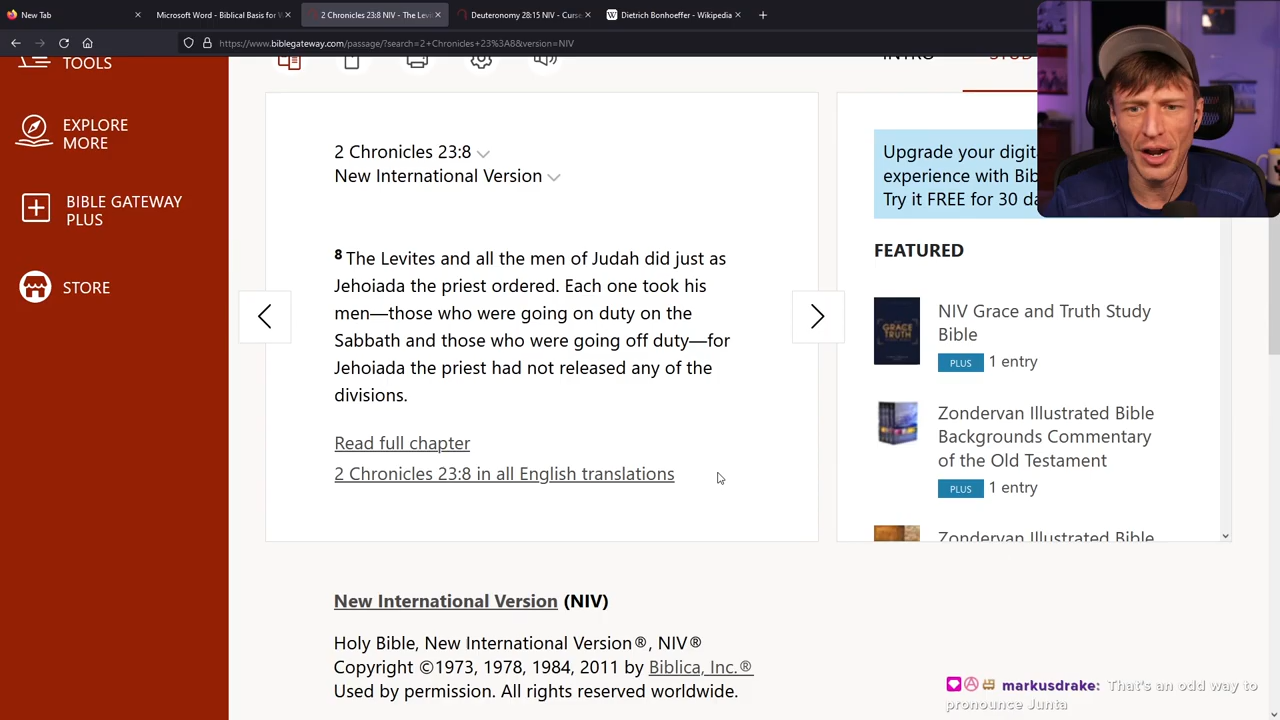 New Tab
Microsoft Word - Biblical Basis for W
2 Chronicles 23:8 NIV - The Levi
Deuteronomy 28:15 NIV - Curse
Dietrich Bonhoeffer - Wikipedia
https://www.biblegateway.com/passage/?search=2+Chronicles+23%3A8&version=NIV
TOOLS
EXPLORE
MORE
BIBLE GATEWAY
PLUS
STORE
INTRO
2 Chronicles 23:8
New International Version
8 The Levites and all the men of Judah did just as
Jehoiada the priest ordered. Each one took his
men—those who were going on duty on the
Sabbath and those who were going off duty—for
Jehoiada the priest had not released any of the
divisions.
Read full chapter
2 Chronicles 23:8 in all English translations
Upgrade your digit
experience with Bib
Try it FREE for 30 da
FEATURED
NIV Grace and Truth Study
Bible
PLUS 1 entry
Zondervan Illustrated Bible
Backgrounds Commentary
of the Old Testament
PLUS 1 entry
Zondervan Illustrated Bible
New International Version (NIV)
Holy Bible, New International Version®, NIV®
Copyright ©1973, 1978, 1984, 2011 by Biblica, Inc.®
Used by permission. All rights reserved worldwide.
markusdrake: That's an odd way to
pronounce Junta